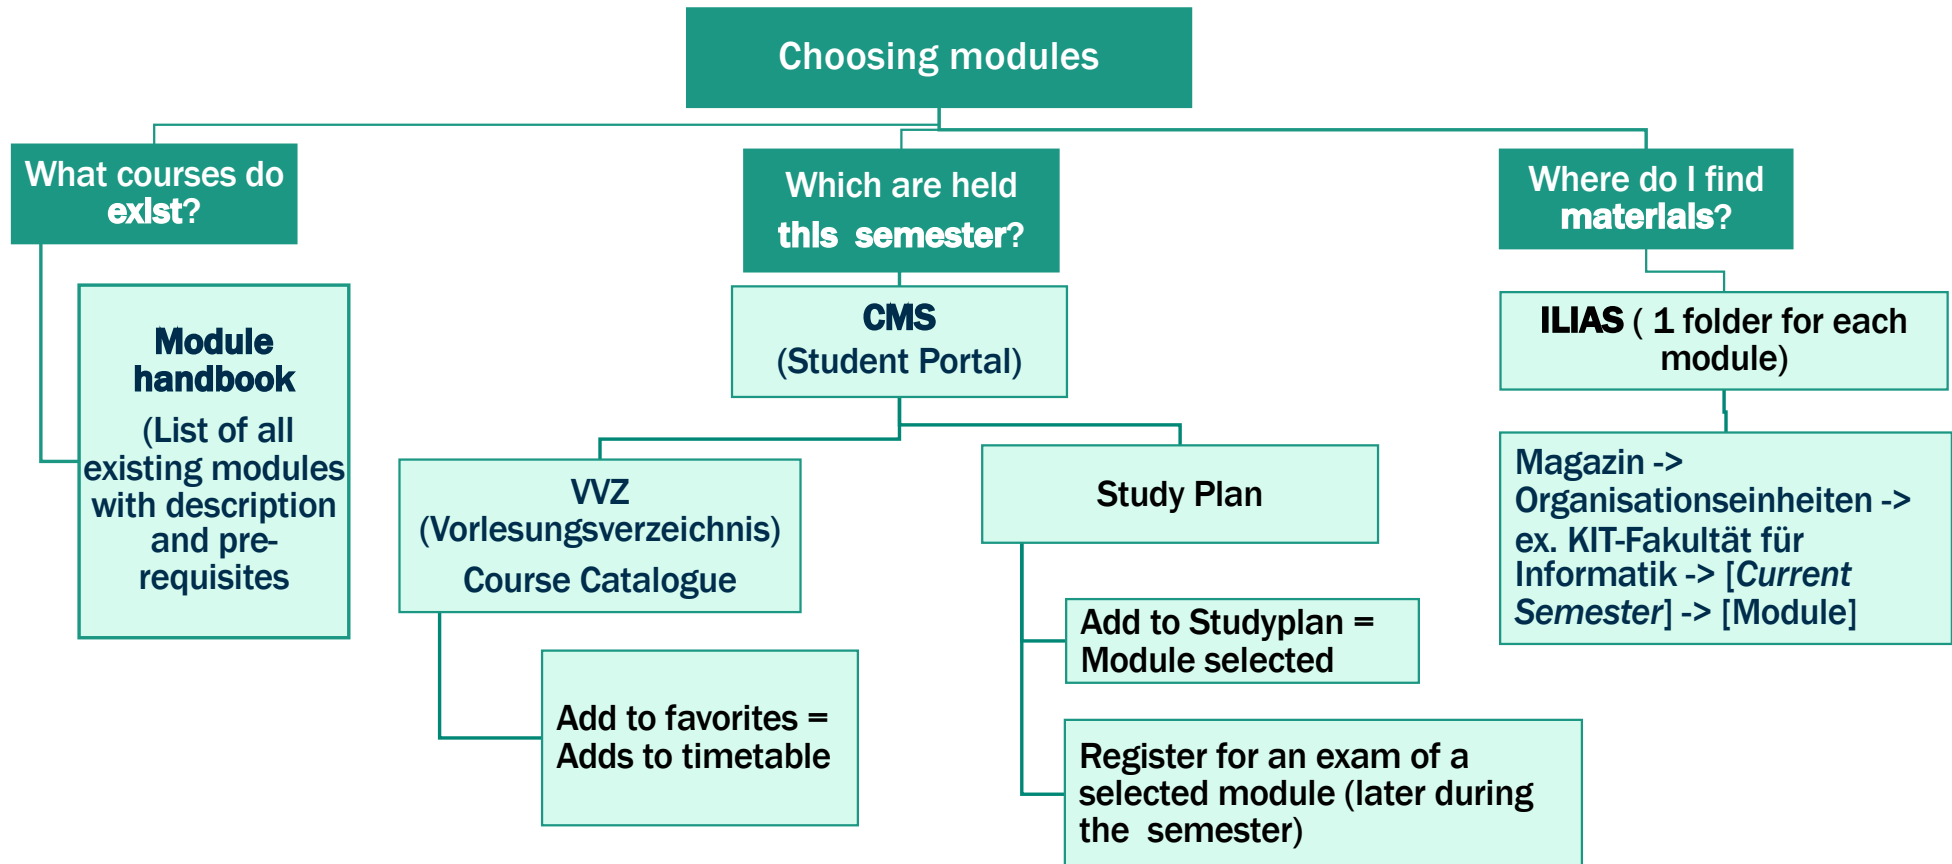 Choosing modules
What courses do
exist?
Module
handbook
(List of all
existing modules
with description
and pre-
requisites
Which are held
this semester?
CMS
(Student Portal)
VVZ
(Vorlesungsverzeichnis)
Course Catalogue
Add to favorites =
Adds to timetable
Study Plan
Add to Studyplan =
Module selected
Register for an exam of a
selected module (later during
the semester)
Where do I find
materials?
ILIAS ( 1 folder for each
module)
Magazin ->
Organisationseinheiten ->
ex. KIT-Fakultät für
Informatik -> [Current
Semester] -> [Module]